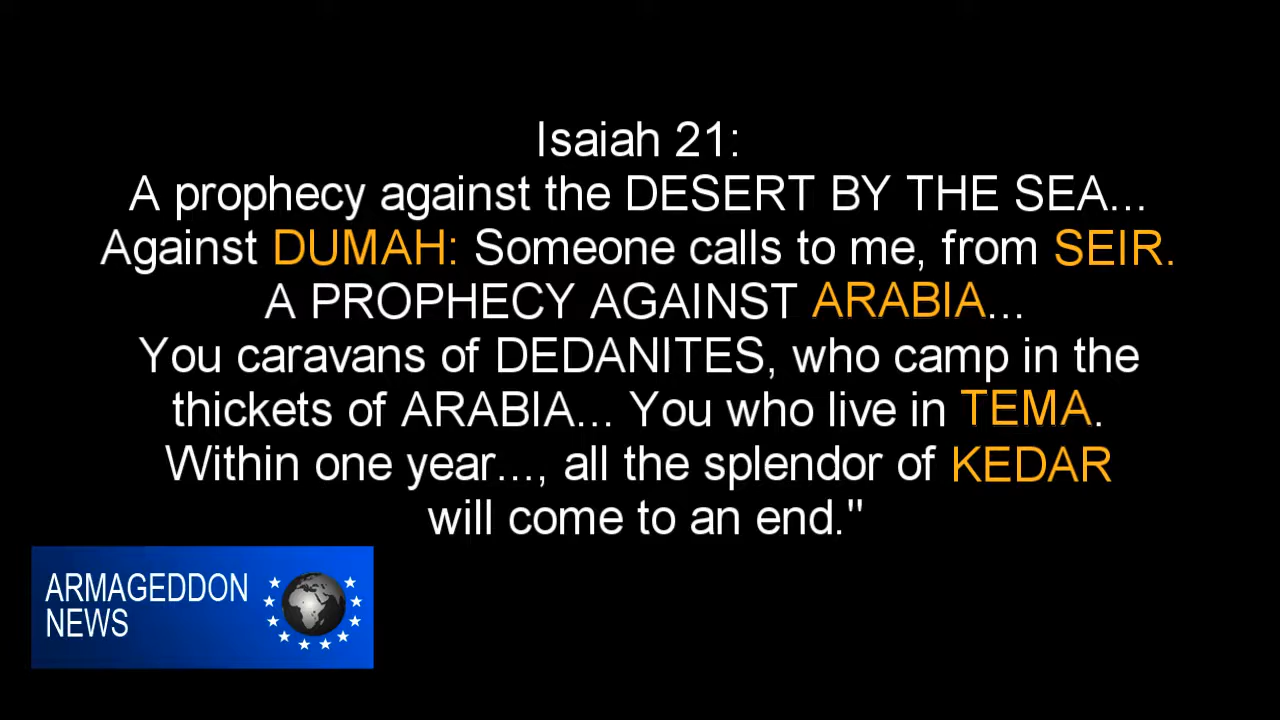 Isaiah 21:
A prophecy against the DESERT BY THE SEA...
Against DUMAH: Someone calls to me, from SEIR.
A PROPHECY AGAINST ARABIA...
You caravans of DEDANITES, who camp in the
thickets of ARABIA... You who live in TEMA.
Within one year..., all the splendor of KEDAR
will come to an end."
ARMAGEDDON
NEWS